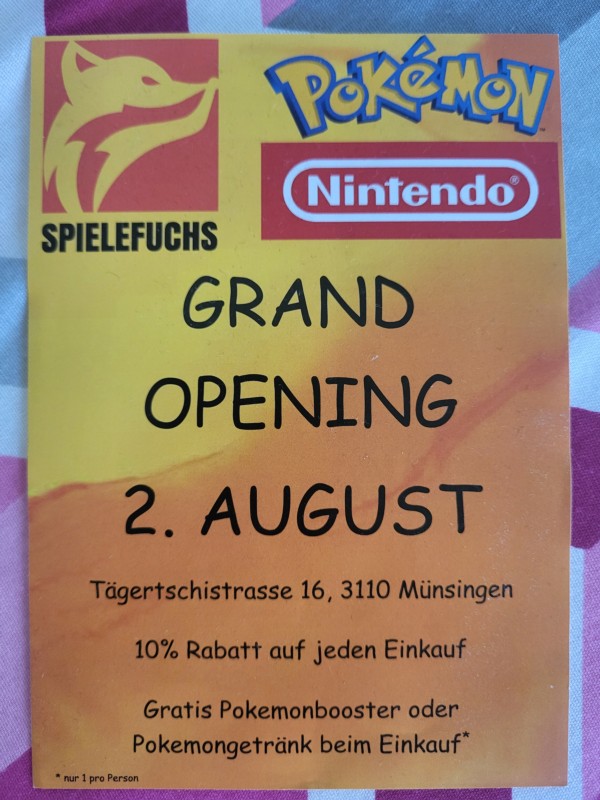 SPIELEFUCHS
POKéMON
Nintendo®
GRAND
OPENING
2. AUGUST
Tägertschistrasse 16, 3110 Münsingen
10% Rabatt auf jeden Einkauf
Gratis Pokemonbooster oder
Pokemongetränk beim Einkauf*
* nur 1 pro Person